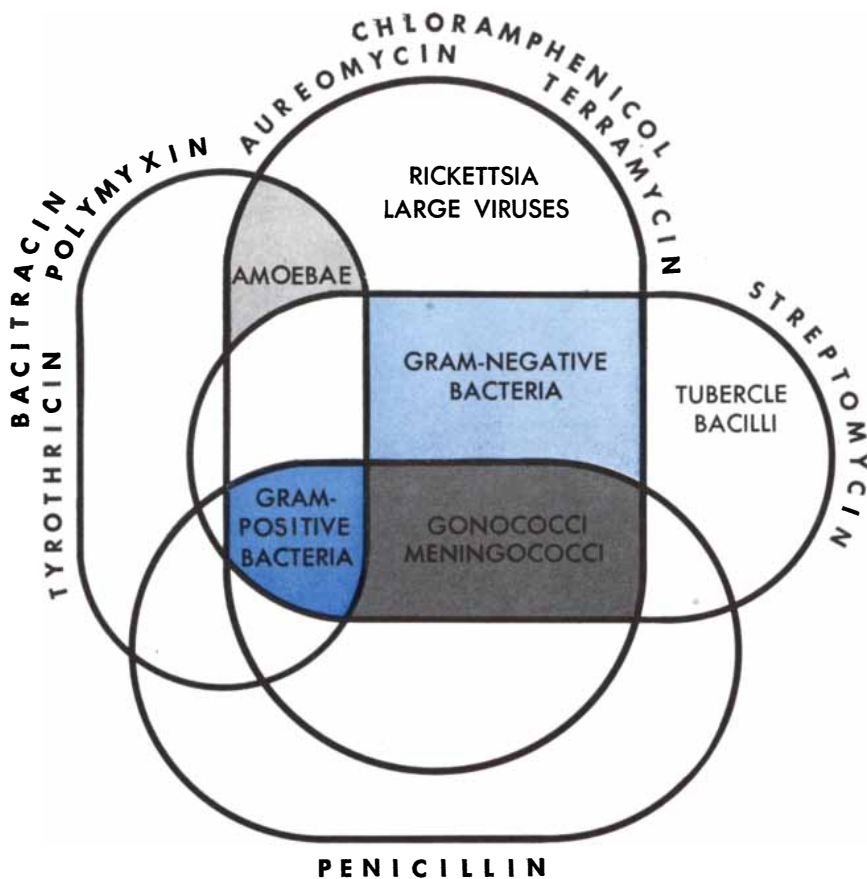 CHLORAMPHENICOL
AUREOMYCIN
TERRAMYCIN
POLYMYXIN
BACITRACIN
TYROTHRICIN
STREPTOMYCIN
RICKETTSIA
LARGE VIRUSES
AMOEBAE
GRAM-NEGATIVE
BACTERIA
TUBERCLE
BACILLI
GRAM-
POSITIVE
BACTERIA
GONOCOCCI
MENINGOCOCCI
PENICILLIN